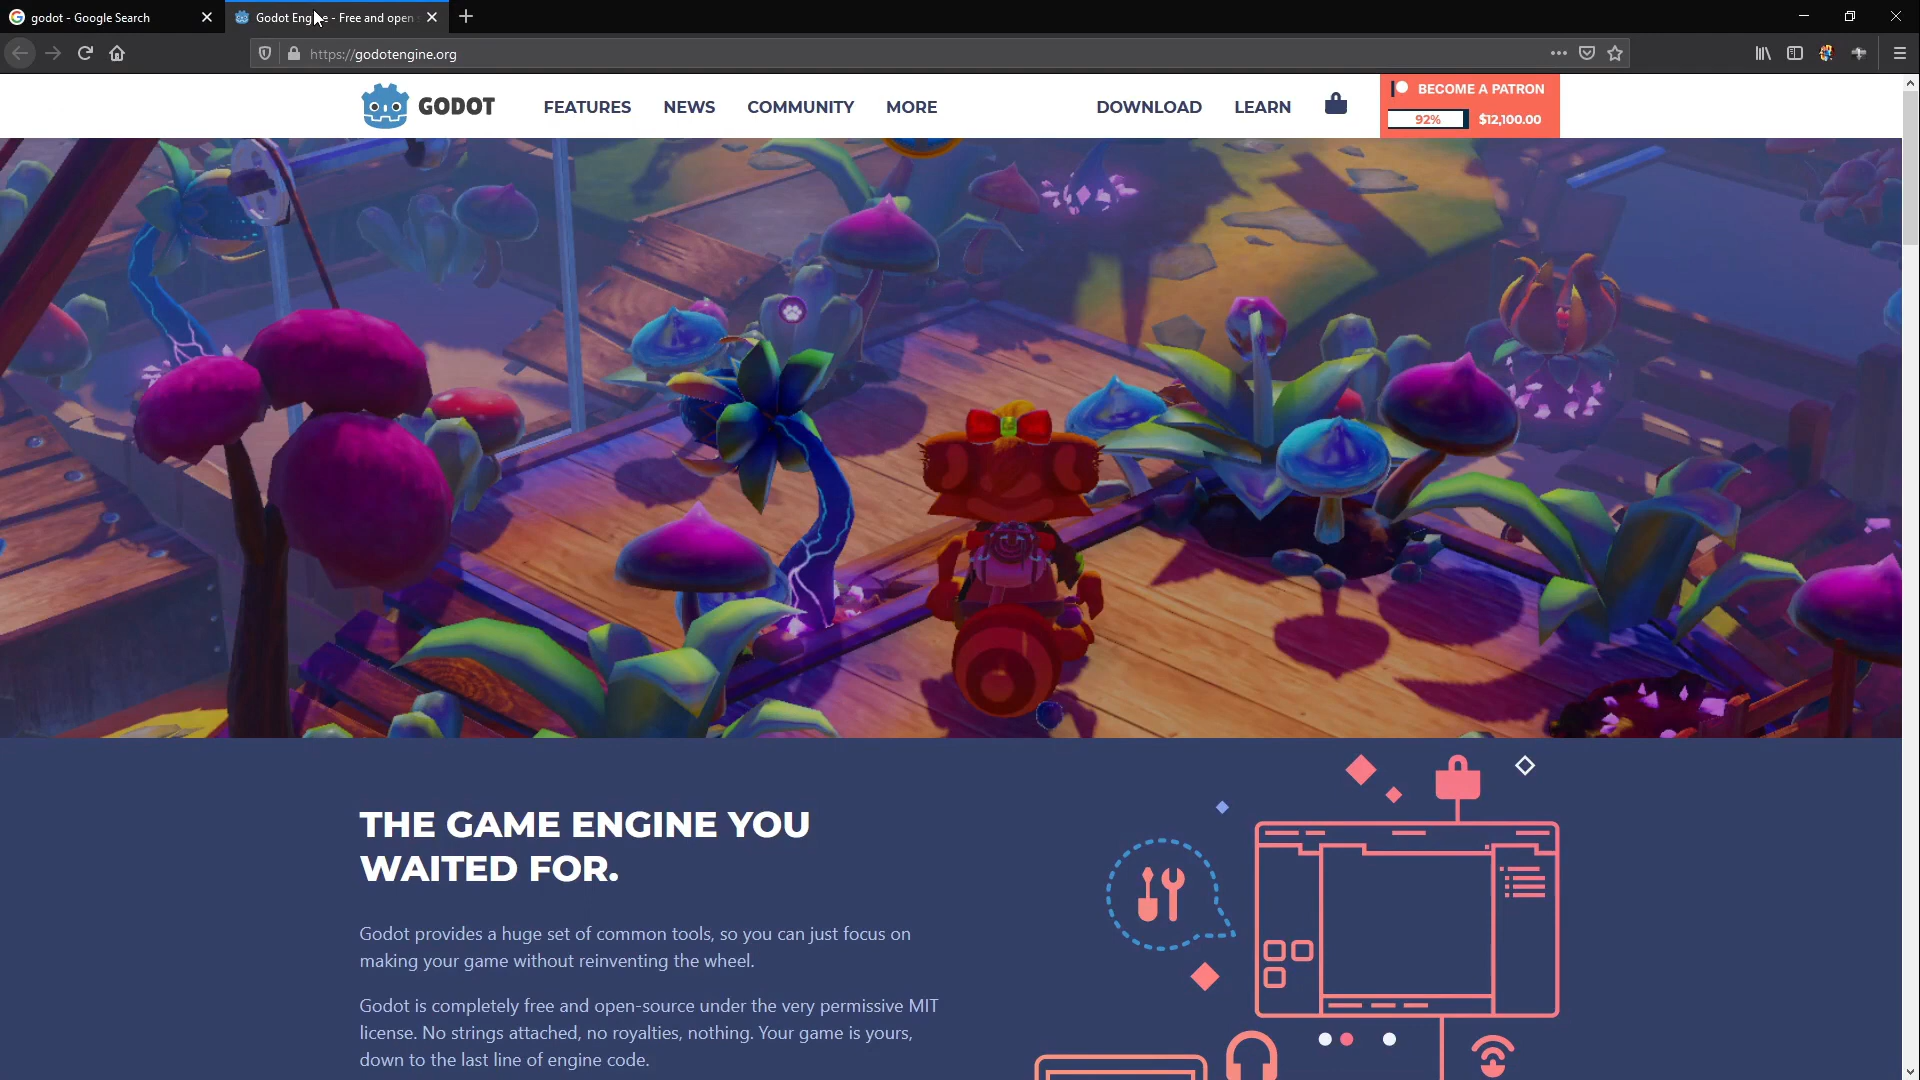 godot - Google Search
Godot Engine - Free and open
https://godotengine.org
GODOT
FEATURES
NEWS
COMMUNITY
MORE
DOWNLOAD
LEARN
BECOME A PATRON
92%
$12,100.00
THE GAME ENGINE YOU
WAITED FOR.
Godot provides a huge set of common tools, so you can just focus on
making your game without reinventing the wheel.
Godot is completely free and open-source under the very permissive MIT
license. No strings attached, no royalties, nothing. Your game is yours,
down to the last line of engine code.